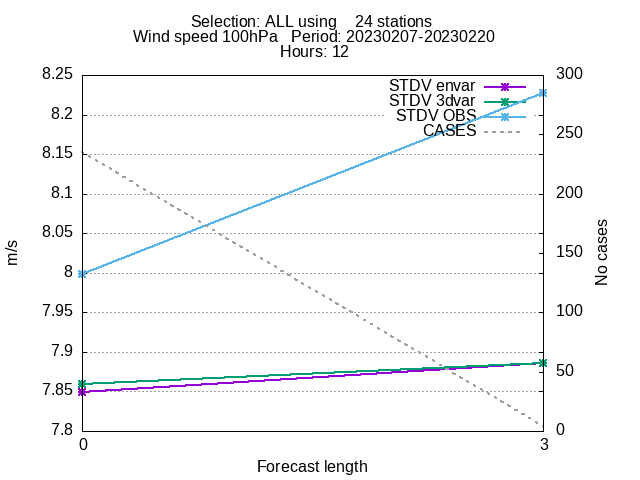 Selection: ALL using    24 stations
Wind speed 100hPa   Period: 20230207-20230220
Hours: 12
8.25
8.2
8.15
8.1
8.05
8
7.95
7.9
7.85
7.8
m/s
STDV envar
STDV 3dvar
STDV OBS
CASES
300
250
200
150
100
50
0
No cases
0
3
Forecast length